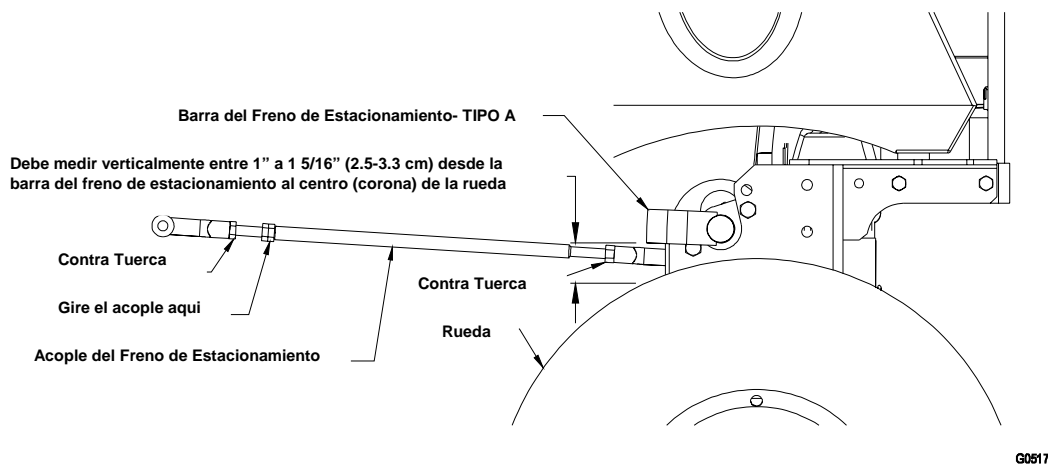 Barra del Freno de Estacionamiento- TIPO A
Debe medir verticalmente entre 1” a 1 5/16” (2.5-3.3 cm) desde la
barra del freno de estacionamiento al centro (corona) de la rueda
Contra Tuerca
Contra Tuerca
Gire el acople aqui
Rueda
Acople del Freno de Estacionamiento
G0517